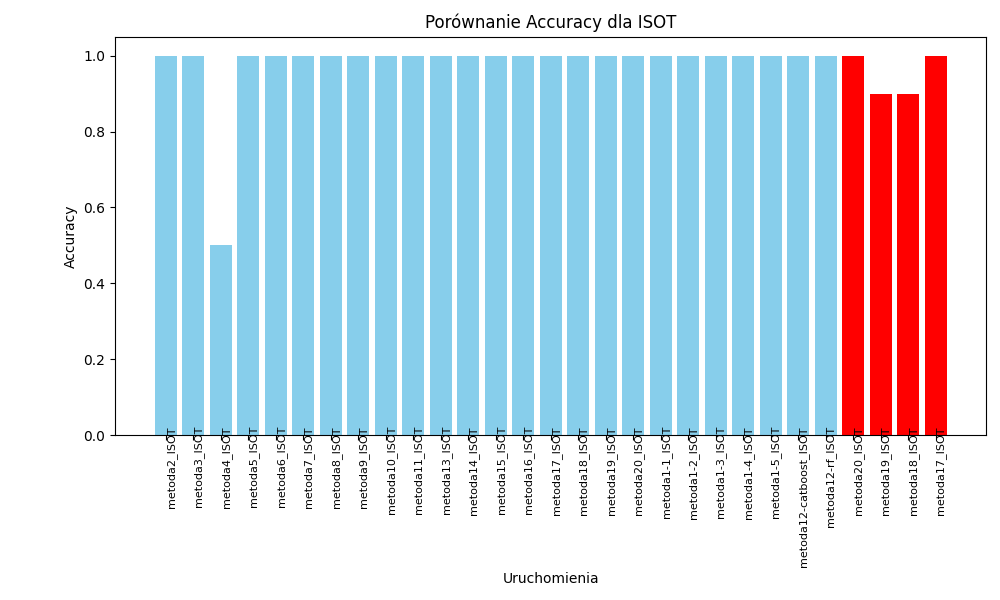 Porównanie Accuracy dla ISOT
Accuracy
1.0
0.8
0.6
0.4
0.2
0.0
metoda2_ISOT
metoda3_ISOT
metoda4_ISOT
metoda5_ISOT
metoda6_ISOT
metoda7_ISOT
metoda8_ISOT
metoda9_ISOT
metoda10_ISOT
metoda11_ISOT
metoda13_ISOT
metoda14_ISOT
metoda15_ISOT
metoda16_ISOT
metoda17_ISOT
metoda18_ISOT
metoda19_ISOT
metoda20_ISOT
metoda1-1_ISOT
metoda1-2_ISOT
metoda1-3_ISOT
metoda1-4_ISOT
metoda1-5_ISOT
metoda12-catboost_ISOT
metoda12-rf_ISOT
metoda20_ISOT
metoda19_ISOT
metoda18_ISOT
metoda17_ISOT
Uruchomienia